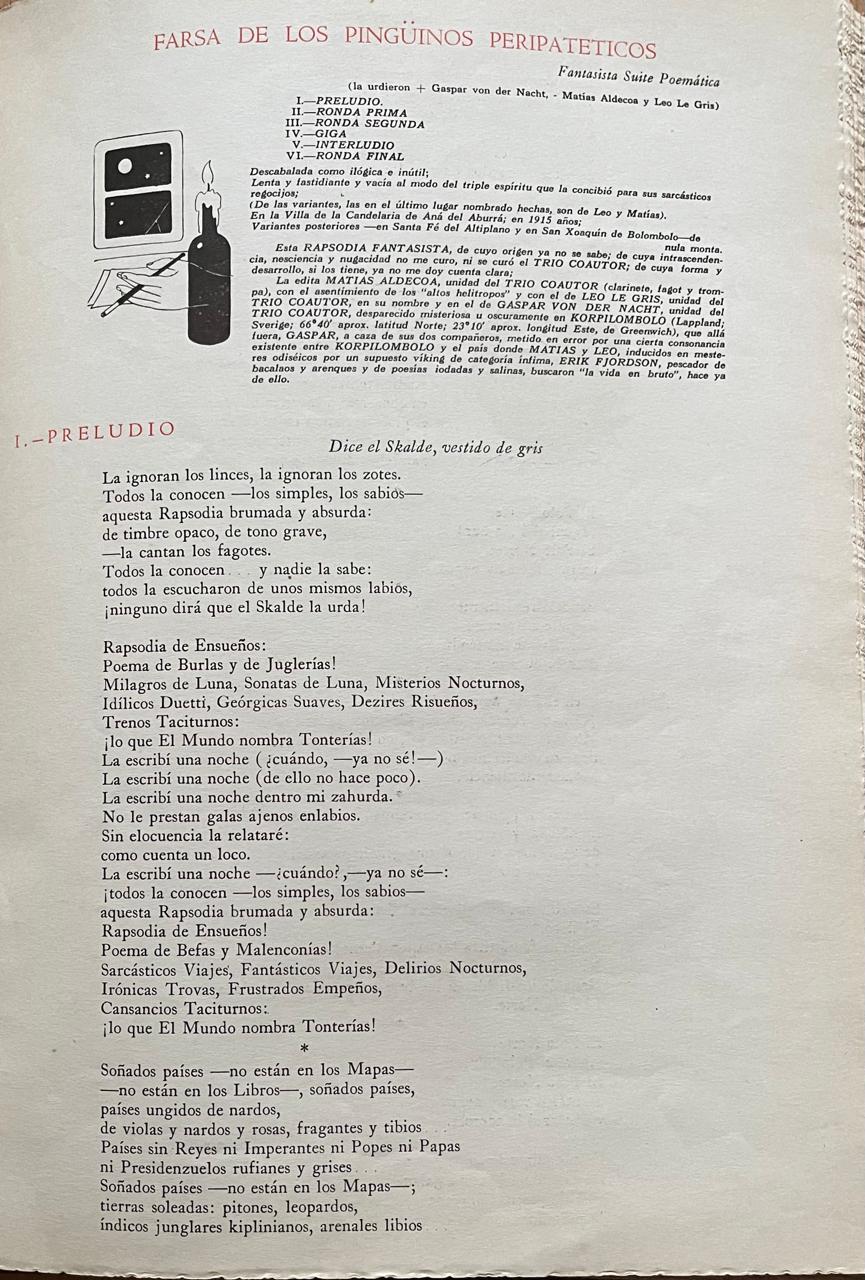 FARSA DE LOS PINGÜINOS PERIPATETICOS
Fantasista Suite Poemática
(la urdieron + Gaspar von der Nacht, - Matías Aldecoa y Leo Le Gris)
I.—PRELUDIO.
II.—RONDA PRIMA
III.—RONDA SEGUNDA
IV.—GIGA
V.—INTERLUDIO
VI.—RONDA FINAL
Descabalada como ilógica e inútil;
Lenta y fastidiante y vacía al modo del triple espíritu que la concibió para sus sarcásticos
regocijos;
(De las variantes, las en el último lugar nombrado hechas, son de Leo y Matías).
En la Villa de la Candelaria de Aná del Aburrá; en 1915 años;
Variantes posteriores —en Santa Fé del Altiplano y en San Xoaquín de Bolombolo—de
nula monta.
Esta RAPSODIA FANTASISTA, de cuyo origen ya no se sabe; de cuya intrascenden-
cia, nesciencia y nugacidad no me curo, ni se curó el TRIO COAUTOR; de cuya forma y
desarrollo, si los tiene, ya no me doy cuenta clara;
La edita MATIAS ALDECOA, unidad del TRIO COAUTOR (clarinete, fagot y trom-
pa), con el asentimiento de los "altos helitropos" y con el de LEO LE GRIS, unidad del
TRIO COAUTOR, en su nombre y en el de GASPAR VON DER NACHT, unidad del
TRIO COAUTOR, desparecido misteriosa u oscuramente en KORPILOMBOLO (Lappland;
Sverige; 66°40' aprox. latitud Norte; 23°10' aprox. longitud Este, de Greenwich), que allá
fuera, GASPAR, a caza de sus dos compañeros, metido en error por una cierta consonancia
existente entre KORPILOMBOLO y el país donde MATIAS y LEO, inducidos en meste-
res odiséicos por un supuesto víking de categoría ínfima, ERIK FJORDSON, pescador de
bacalaos y arenques y de poesías iodadas y salinas, buscaron "la vida en bruto", hace ya
de ello.
I.–PRELUDIO
Dice el Skalde, vestido de gris
La ignoran los linces, la ignoran los zotes.
Todos la conocen —los simples, los sabios—
aquesta Rapsodia brumada y absurda:
de timbre opaco, de tono grave,
—la cantan los fagotes.
Todos la conocen . . . y nadie la sabe:
todos la escucharon de unos mismos labios,
¡ninguno dirá que el Skalde la urda!
Rapsodia de Ensueños:
Poema de Burlas y de Juglerías!
Milagros de Luna, Sonatas de Luna, Misterios Nocturnos,
Idílicos Duetti, Geórgicas Suaves, Dezires Risueños,
Trenos Taciturnos:
¡lo que El Mundo nombra Tonterías!
La escribí una noche (¿cuándo, —ya no sé!—)
La escribí una noche (de ello no hace poco).
La escribí una noche dentro mi zahurda.
No le prestan galas ajenos enlabios.
Sin elocuencia la relataré:
como cuenta un loco.
La escribí una noche —¿cuándo?,—ya no sé—:
¡todos la conocen —los simples, los sabios—
aquesta Rapsodia brumada y absurda:
Rapsodia de Ensueños!
Poema de Befas y Malenconías!
Sarcásticos Viajes, Fantásticos Viajes, Delirios Nocturnos,
Irónicas Trovas, Frustrados Empeños,
Cansancios Taciturnos:
¡lo que El Mundo nombra Tonterías!
*
Soñados países —no están en los Mapas—
—no están en los Libros—, soñados países,
países ungidos de nardos,
de violas y nardos y rosas, fragantes y tibios . . .
Países sin Reyes ni Imperantes ni Popes ni Papas
ni Presidenzuelos rufianes y grises . . .
Soñados países —no están en los Mapas—;
tierras soleadas: pitones, leopardos,
índicos junglares kiplinianos, arenales libios . . .